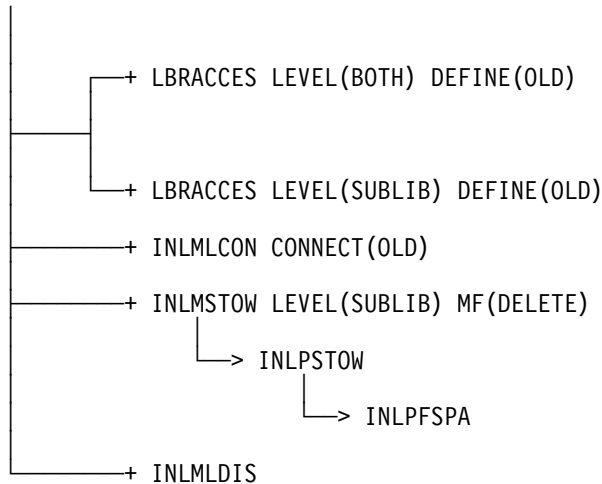 + LBRACCES LEVEL(BOTH) DEFINE(OLD)
+ LBRACCES LEVEL(SUBLIB) DEFINE(OLD)
+ INLMLCON CONNECT(OLD)
+ INLMSTOW LEVEL(SUBLIB) MF(DELETE)
> INLPSTOW
> INLPFSPA
+ INLMLDIS